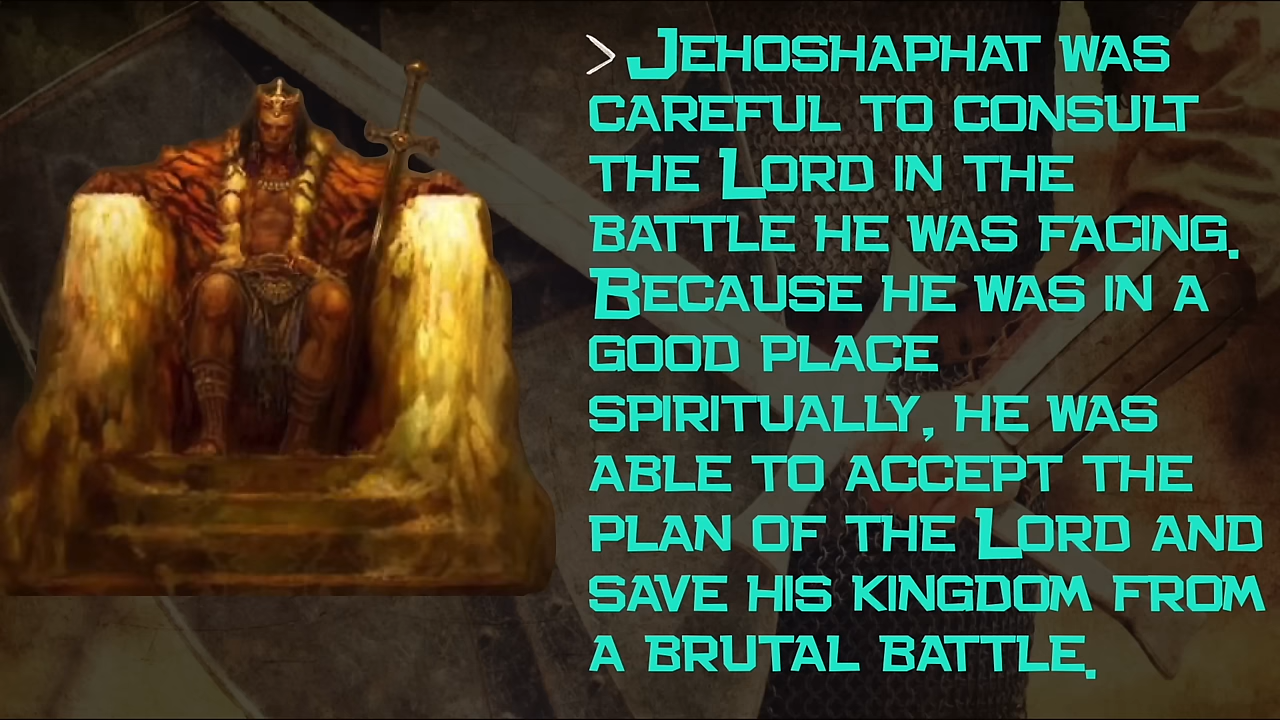 > Jehoshaphat was
careful to consult
the Lord in the
battle he was facing.
Because he was in a
good place
spiritually, he was
able to accept the
plan of the Lord and
save his kingdom from
a brutal battle.